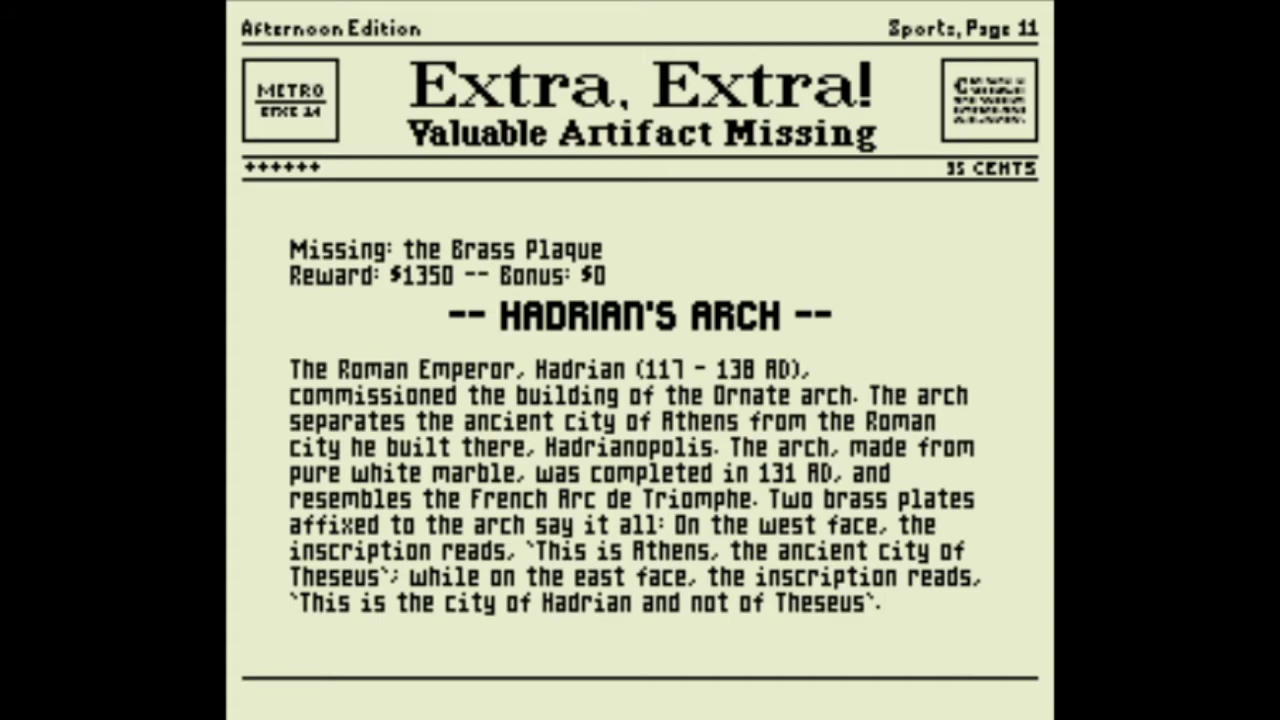 Afternoon Edition
Sports, Page 11
METRO
Extra, Extra!
Valuable Artifact Missing
++++++
35 CENTS
Missing: the Brass Plaque
Reward: $1350 -- Bonus: $0
-- HADRIAN'S ARCH --
The Roman Emperor, Hadrian (117 - 138 AD),
commissioned the building of the Ornate arch. The arch
separates the ancient city of Athens from the Roman
city he built there, Hadrianopolis. The arch, made from
pure white marble, was completed in 131 AD, and
resembles the French Arc de Triomphe. Two brass plates
affixed to the arch say it all: On the west face, the
inscription reads, `This is Athens, the ancient city of
Theseus`; while on the east face, the inscription reads,
`This is the city of Hadrian and not of Theseus`.